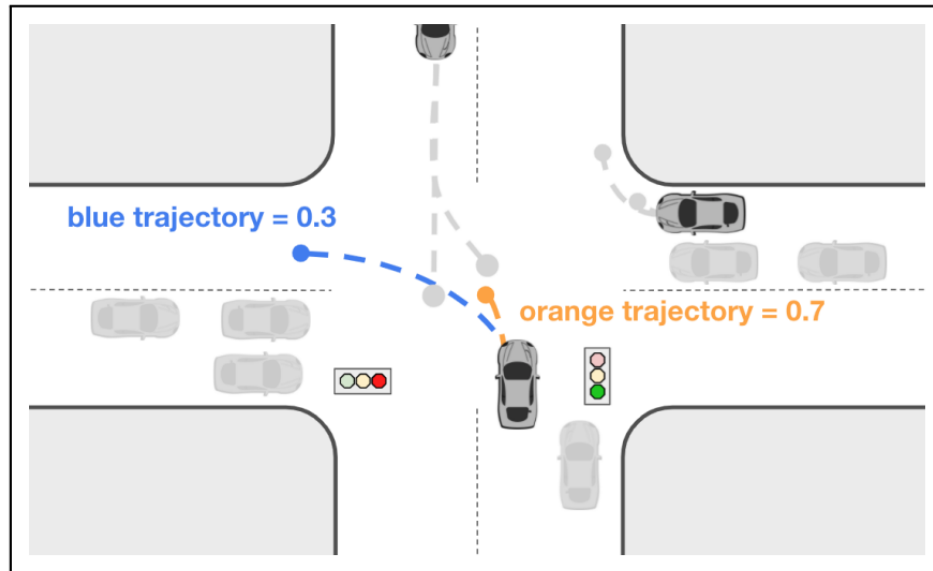 blue trajectory = 0.3
orange trajectory = 0.7